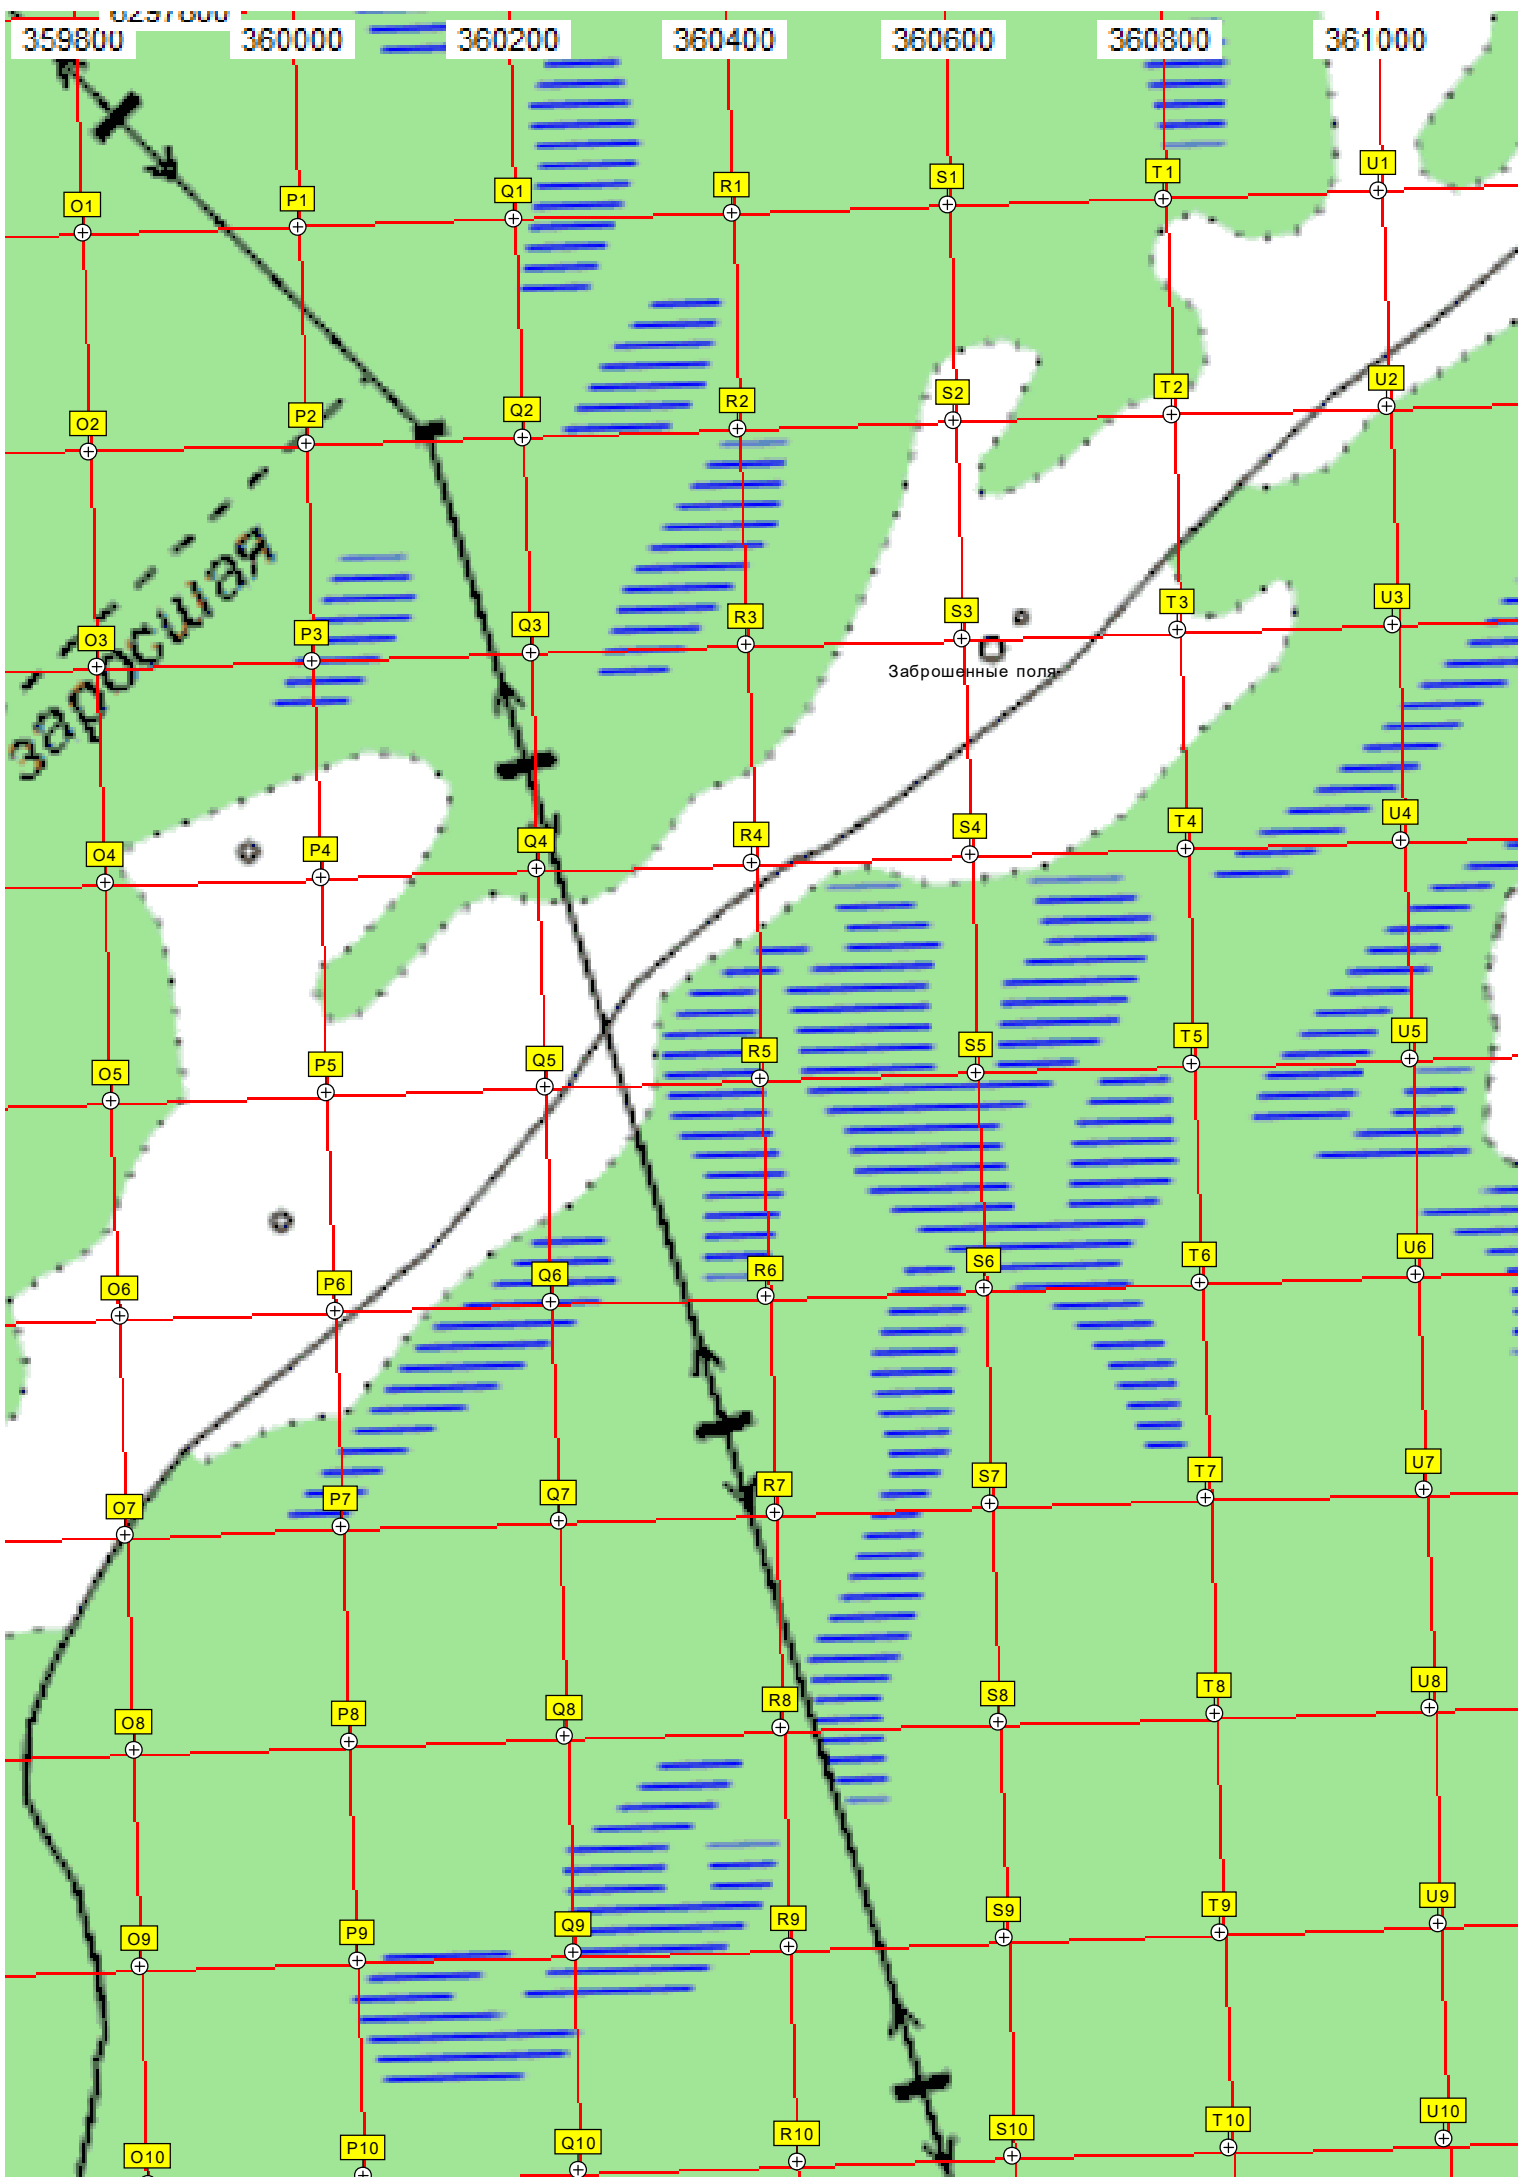 6297800
359800 360000 360200 360400 360600 360800 361000
O1 P1 Q1 R1 S1 T1 U1
O2 P2 Q2 R2 S2 T2 U2
заросшая
O3 P3 Q3 R3 S3 T3 U3
Заброшенные поля
O4 P4 Q4 R4 S4 T4 U4
O5 P5 Q5 R5 S5 T5 U5
O6 P6 Q6 R6 S6 T6 U6
O7 P7 Q7 R7 S7 T7 U7
O8 P8 Q8 R8 S8 T8 U8
O9 P9 Q9 R9 S9 T9 U9
O10 P10 Q10 R10 S10 T10 U10